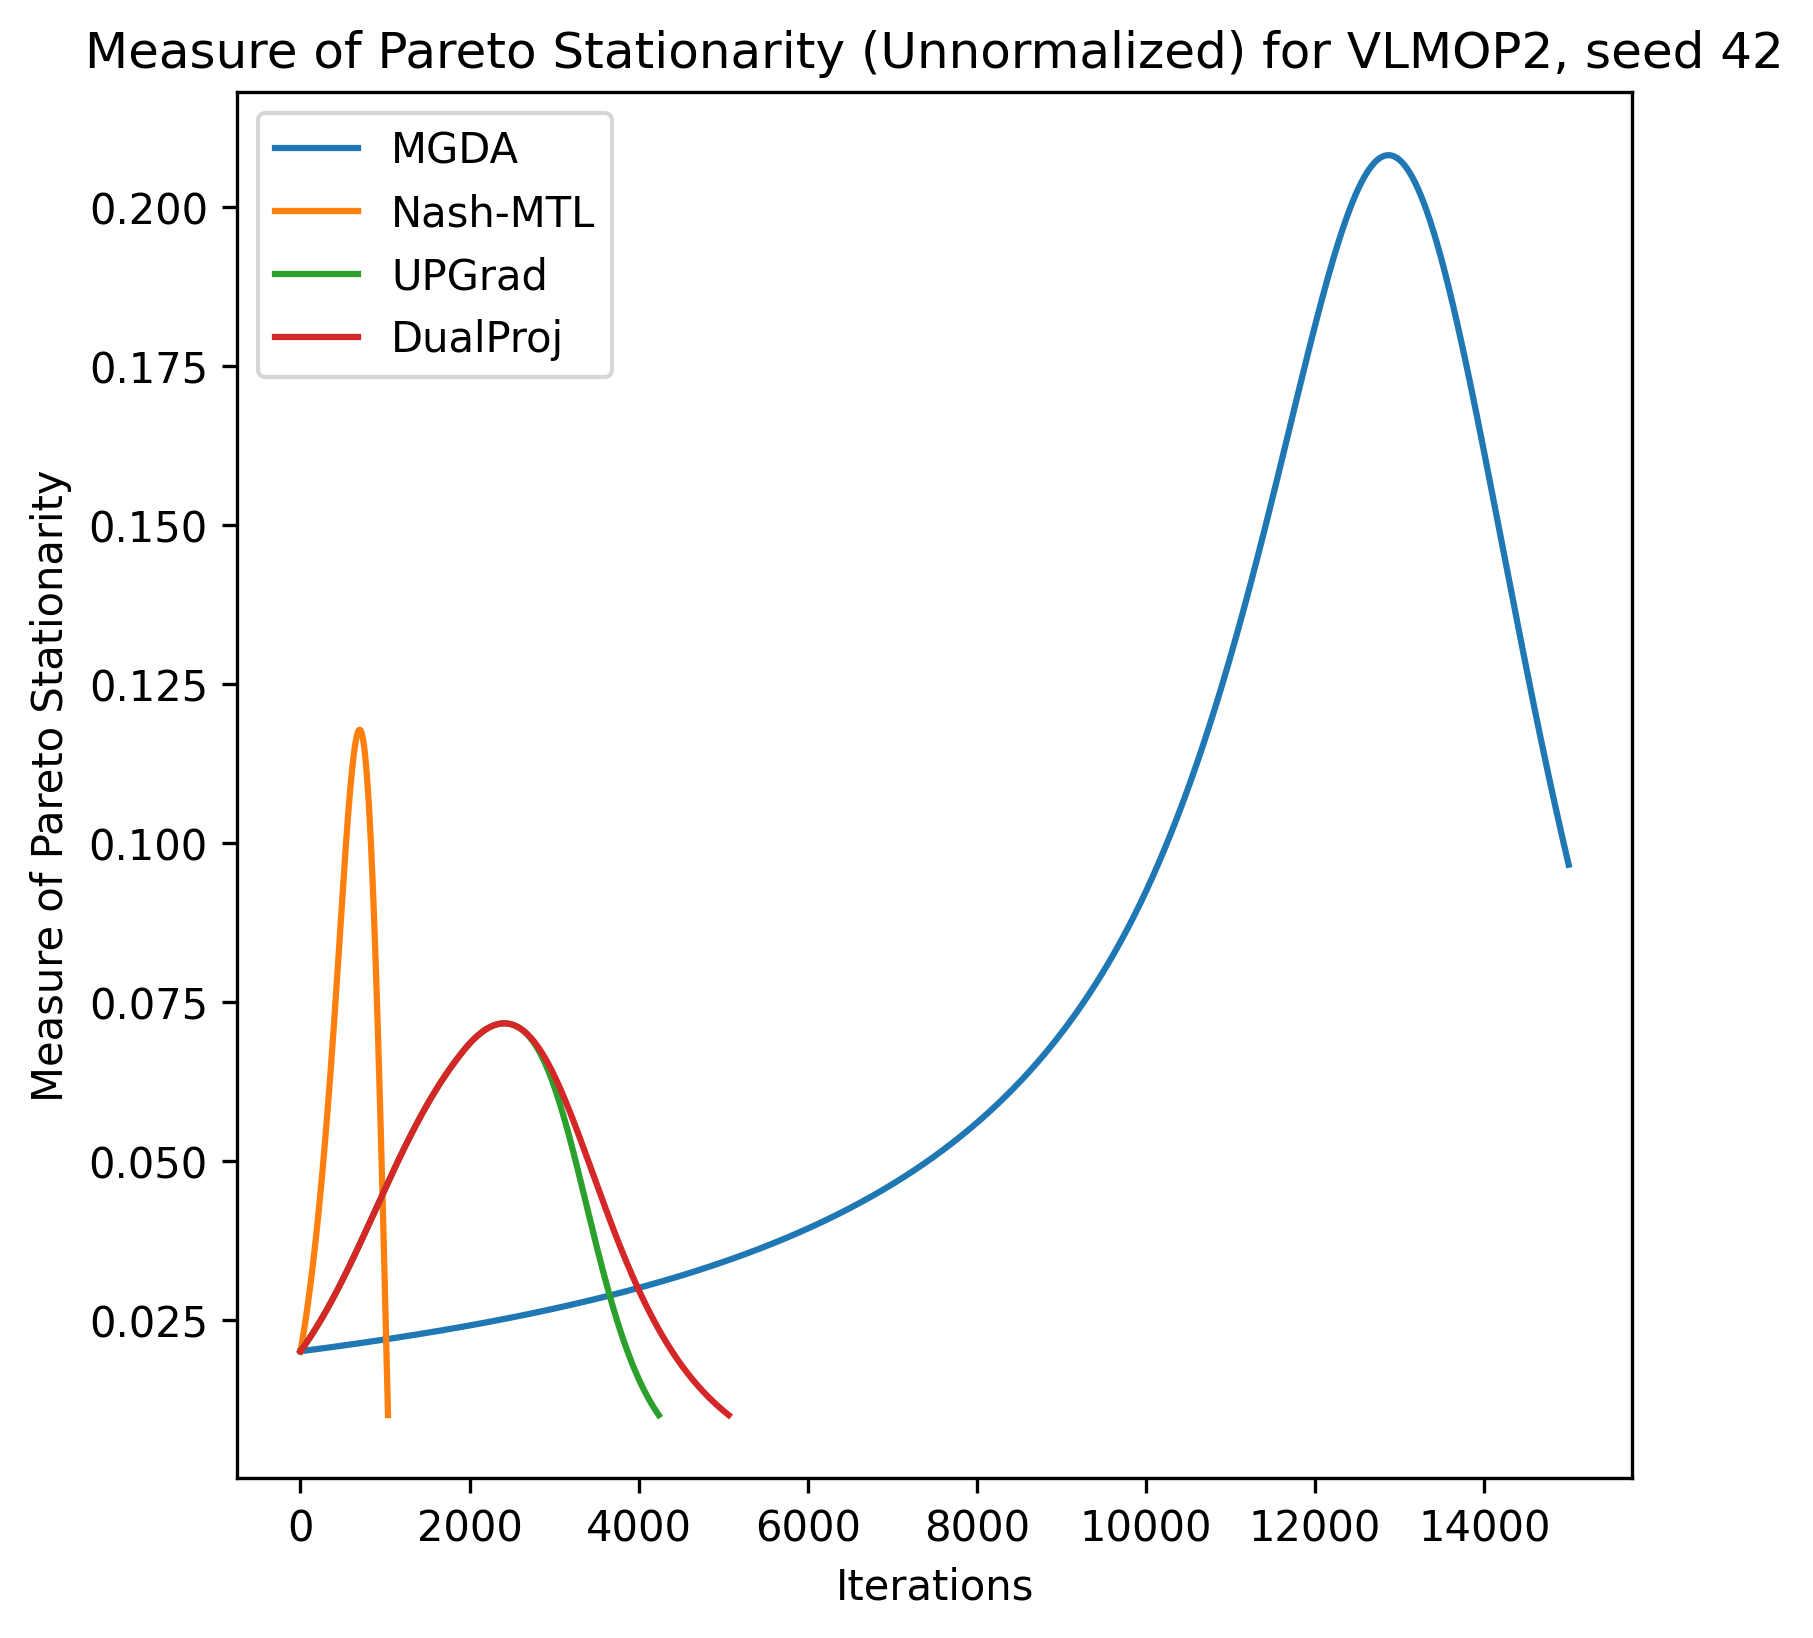 Measure of Pareto Stationarity (Unnormalized) for VLMOP2, seed 42
MGDA
Nash-MTL
UPGrad
DualProj
Measure of Pareto Stationarity
0.200
0.175
0.150
0.125
0.100
0.075
0.050
0.025
0 2000 4000 6000 8000 10000 12000 14000
Iterations